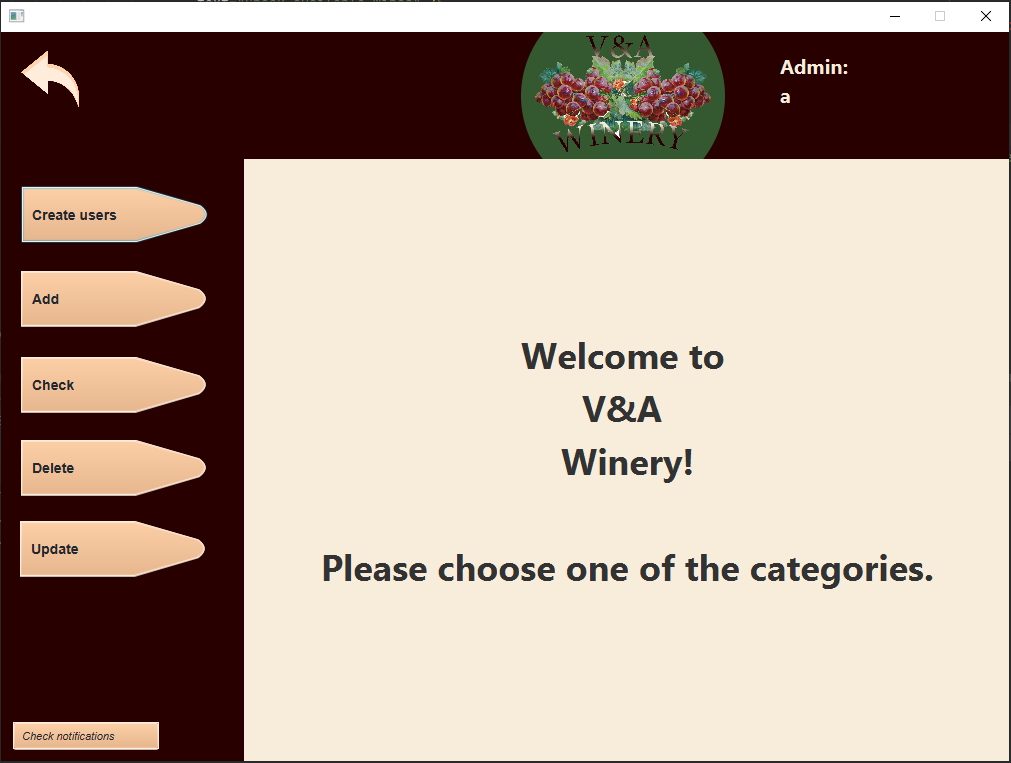 V&A
WINERY
Admin:
a
Create users
Add
Check
Delete
Update
Check notifications
Welcome to
V&A
Winery!
Please choose one of the categories.